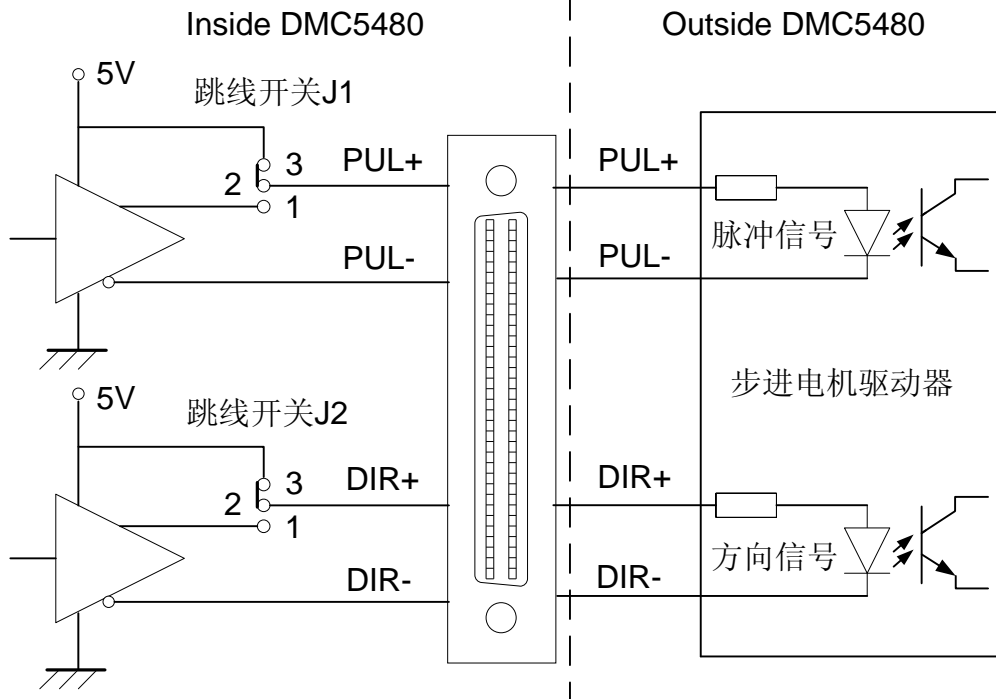 Inside DMC5480
Outside DMC5480
5V
跳线开关J1
3
2
1
PUL+
PUL-
PUL+
PUL-
脉冲信号
步进电机驱动器
5V
跳线开关J2
3
2
1
DIR+
DIR-
DIR+
DIR-
方向信号